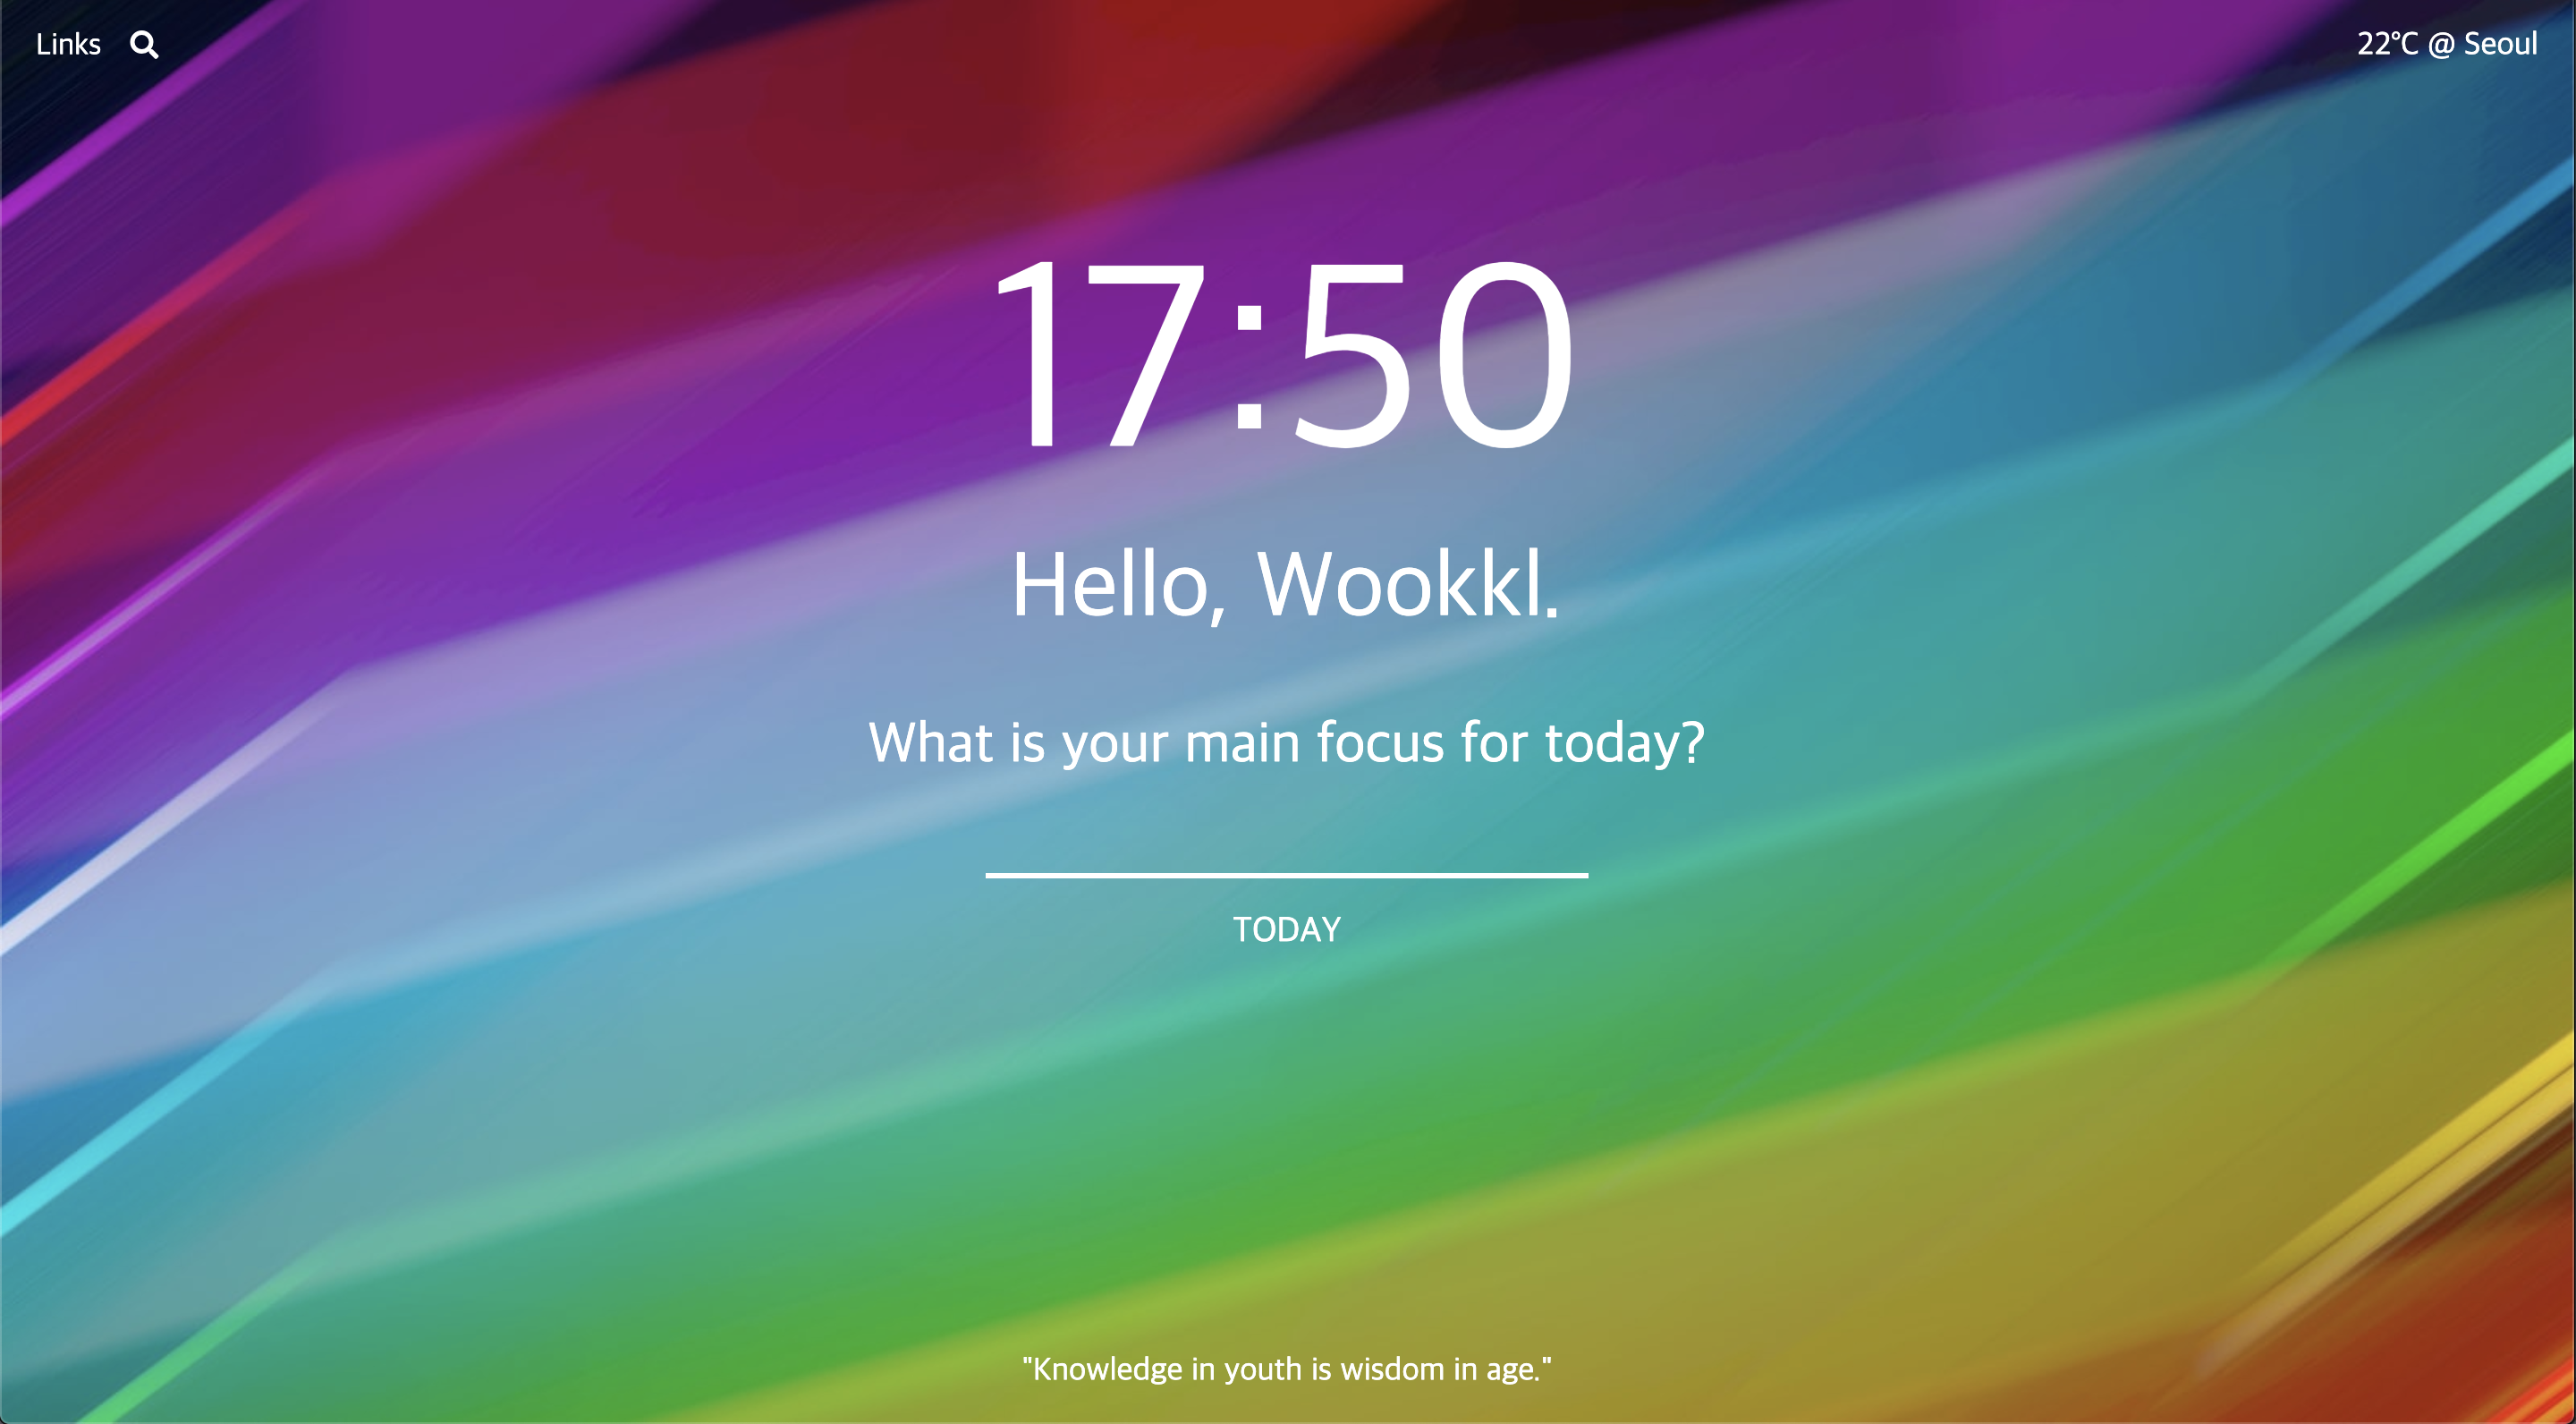 Links
22°C @ Seoul
17:50
Hello, Wookkl.
What is your main focus for today?
TODAY
"Knowledge in youth is wisdom in age."